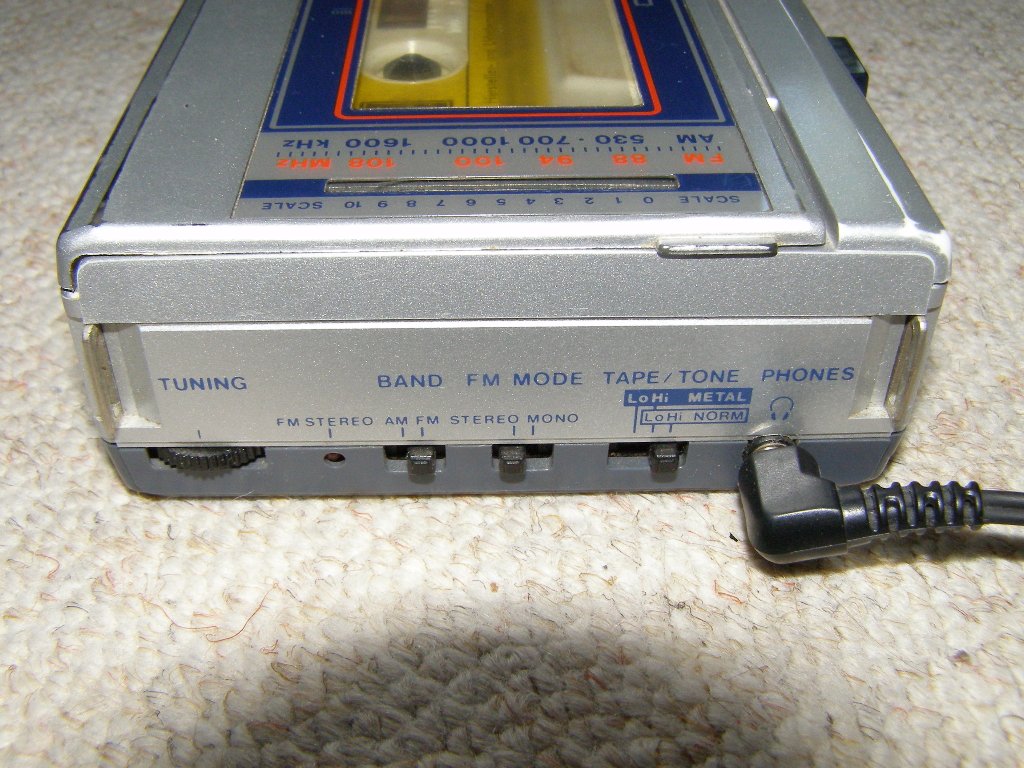 AM 530 · 700 1000 1600 kHz
FM 88 94 100 108 MHz
SCALE 0 1 2 3 4 5 6 7 8 9 10 SCALE
TUNING BAND FM MODE TAPE/TONE PHONES
LoHi METAL
FM STEREO AM FM STEREO MONO LoHi NORM